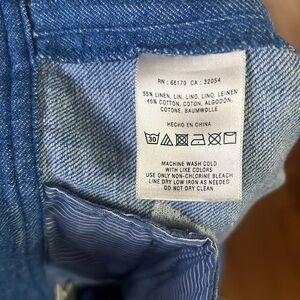 RN : 66170 CA : 32054
55% LINEN, LIN, LINO, LINO, LEINEN
45% COTTON, COTON, ALGODON,
COTONE, BAUMWOLLE
HECHO EN CHINA
30
MACHINE WASH COLD
WITH LIKE COLORS
USE ONLY NON-CHLORINE BLEACH
LINE DRY LOW IRON AS NEEDED
DO NOT DRY CLEAN